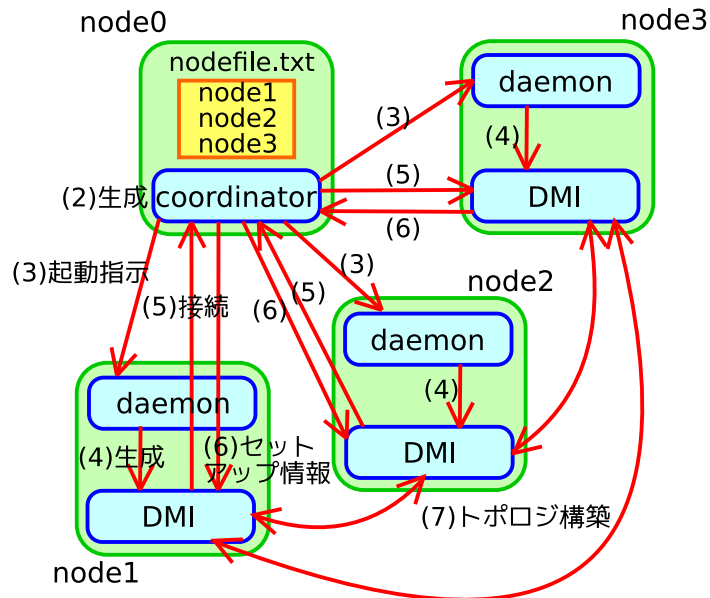 node0
node3
nodefile.txt
node1
node2
node3
daemon
(3)
(4)
(2)生成
coordinator
(5)
DMI
(6)
(3)起動指示
(3)
node2
(5)接続
(6)
(5)
daemon
daemon
(4)
(4)生成
(6)セット
アップ情報
DMI
DMI
(7)トポロジ構築
node1